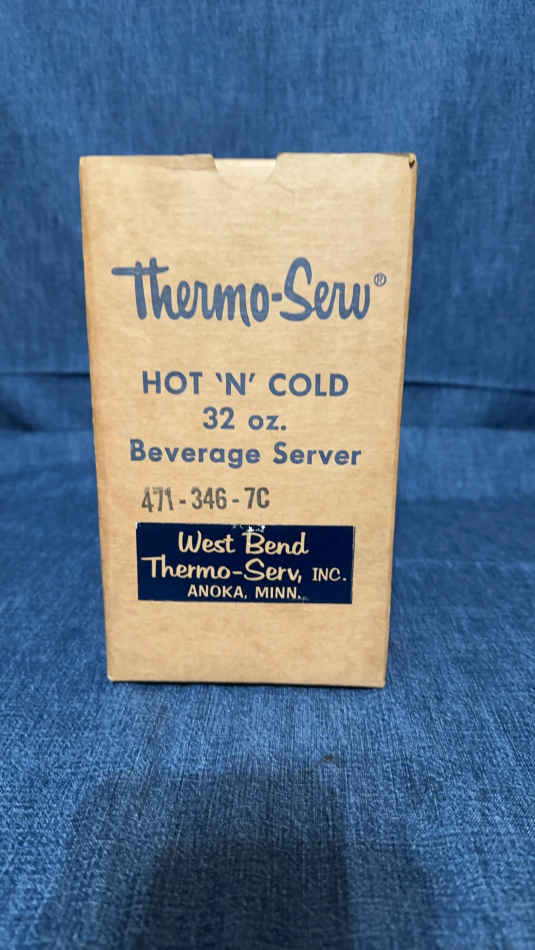 Thermo-Serv®
HOT 'N' COLD
32 oz.
Beverage Server
471-346-7C
West Bend
Thermo-Serv, INC.
ANOKA, MINN.